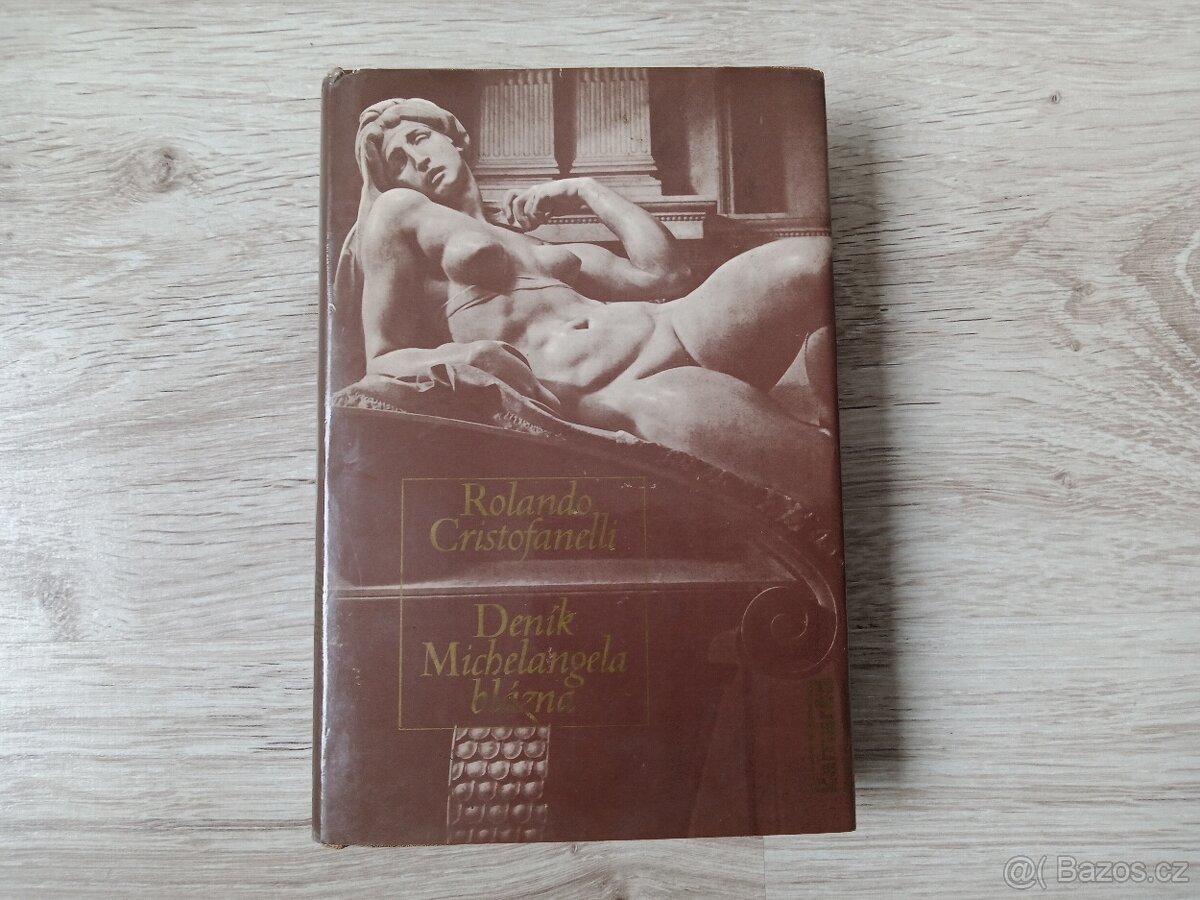 Rolando
Cristofanelli
Deník
Michelangela
blázna
@( Bazos.cz